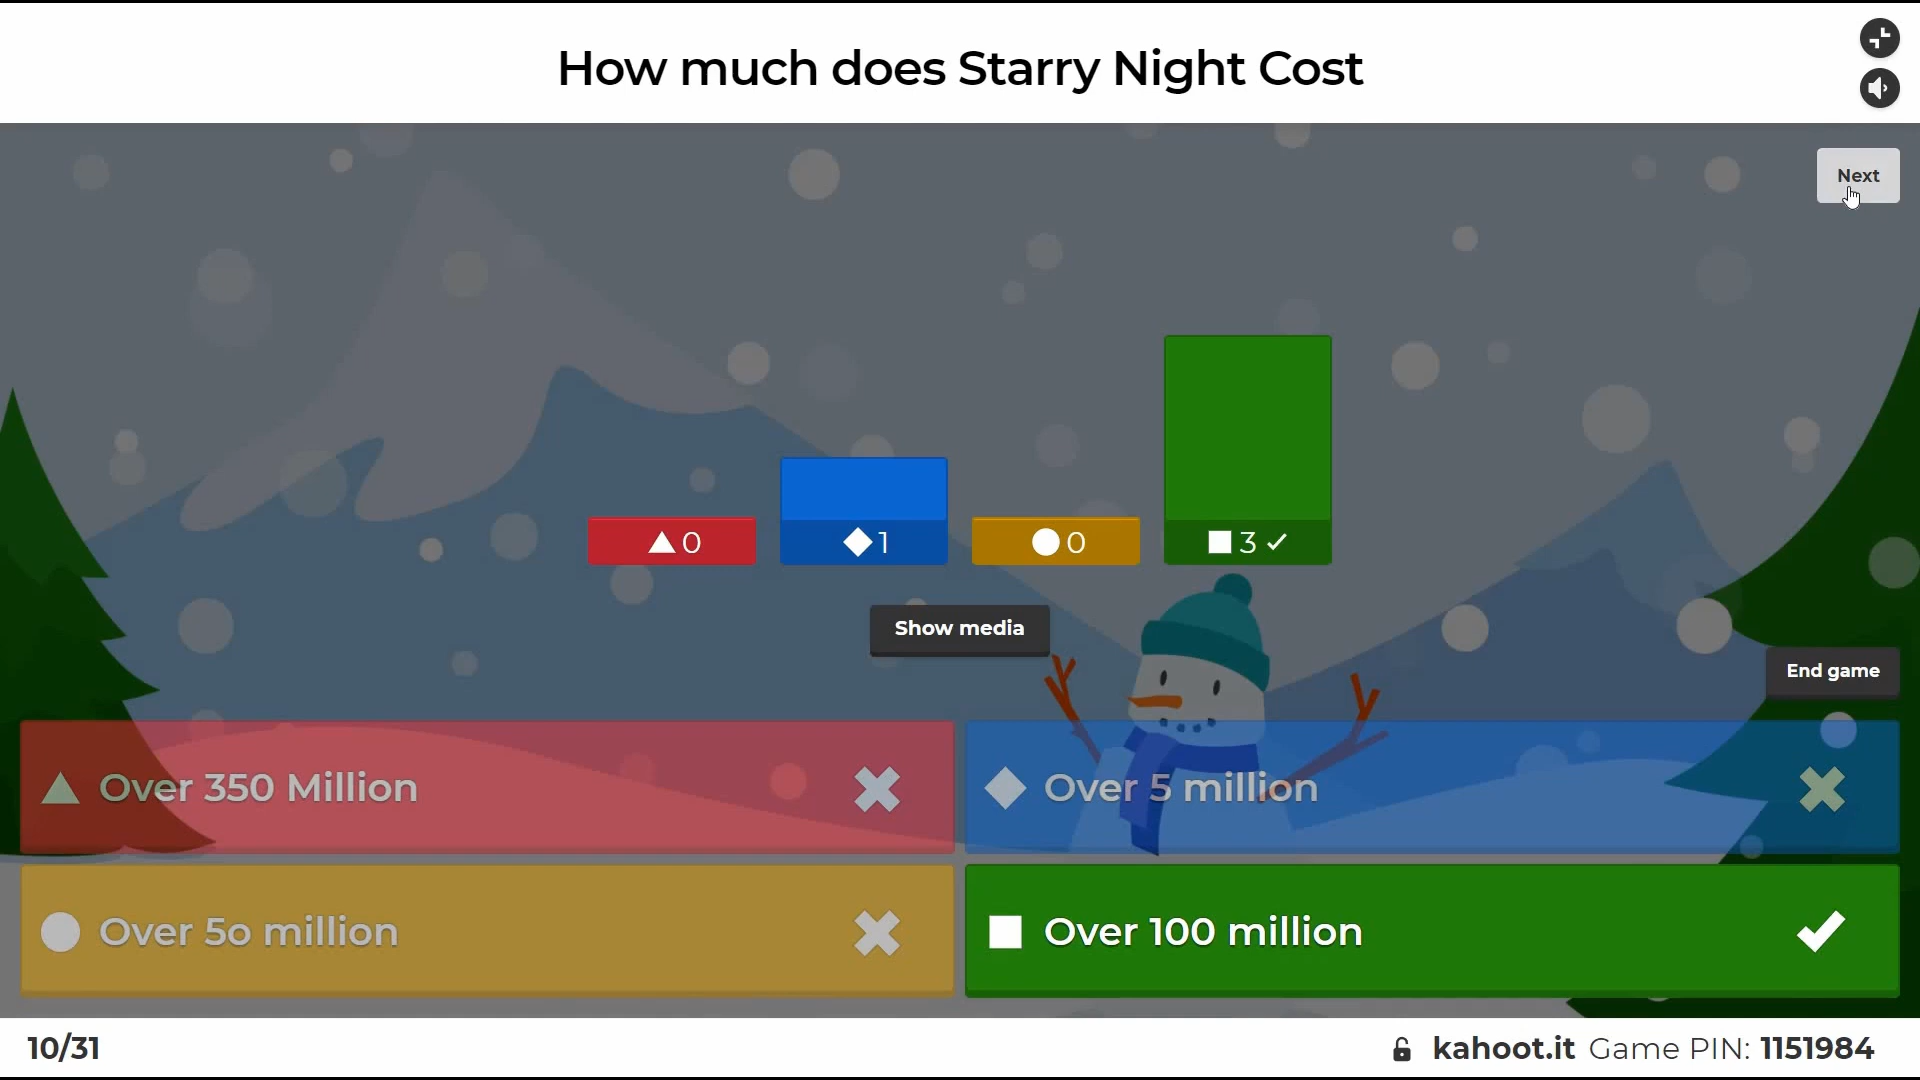 How much does Starry Night Cost
Next
0
1
0
3
Show media
End game
Over 350 Million
Over 5 million
Over 5o million
Over 100 million
10/31
kahoot.it Game PIN: 1151984